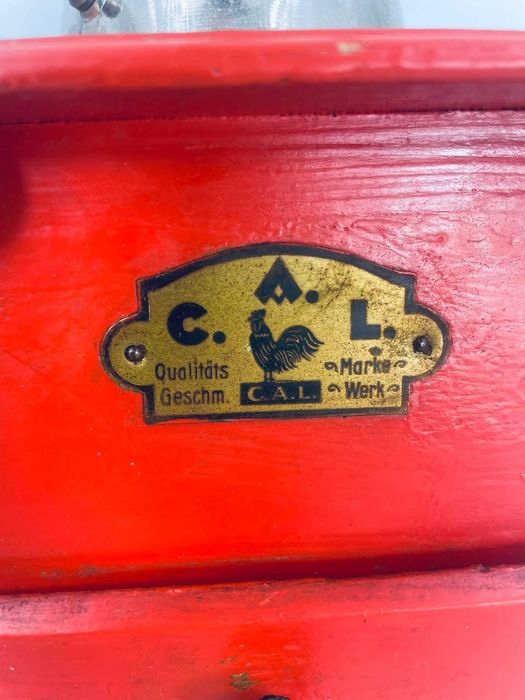 C. A. L.
Qualitäts Marke
Geschm. C.A.L. Werk